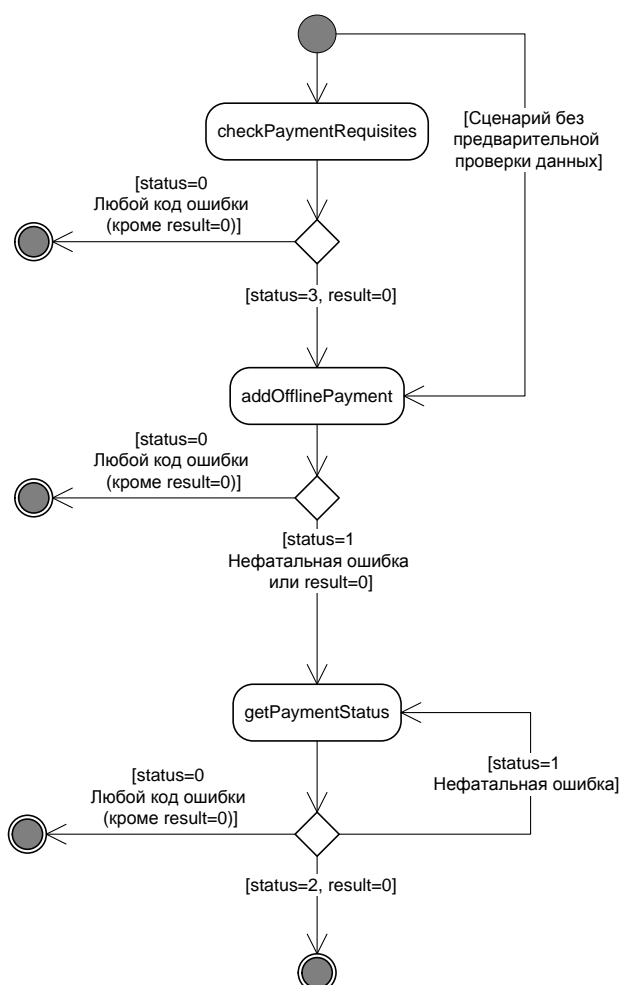 checkPaymentRequisites
[Сценарий без
предварительной
проверки данных]
[status=0
Любой код ошибки
(кроме result=0)]
[status=3, result=0]
addOfflinePayment
[status=0
Любой код ошибки
(кроме result=0)]
[status=1
Нефатальная ошибка
или result=0]
getPaymentStatus
[status=1
Нефатальная ошибка]
[status=0
Любой код ошибки
(кроме result=0)]
[status=2, result=0]